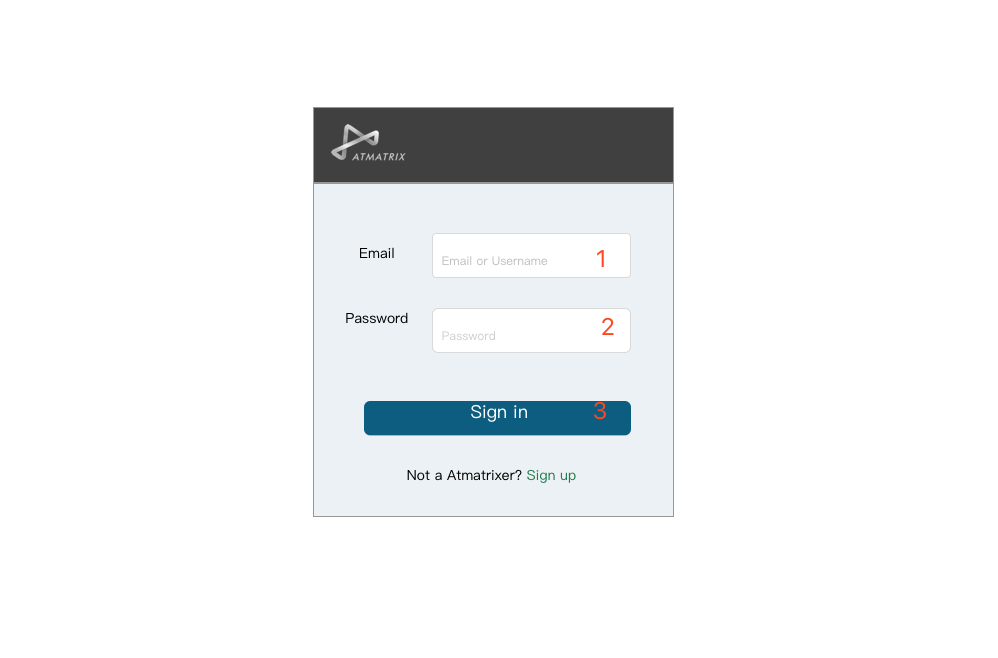 ATMATRIX
Email
Email or Username 1
Password
Password 2
Sign in 3
Not a Atmatrixer? Sign up